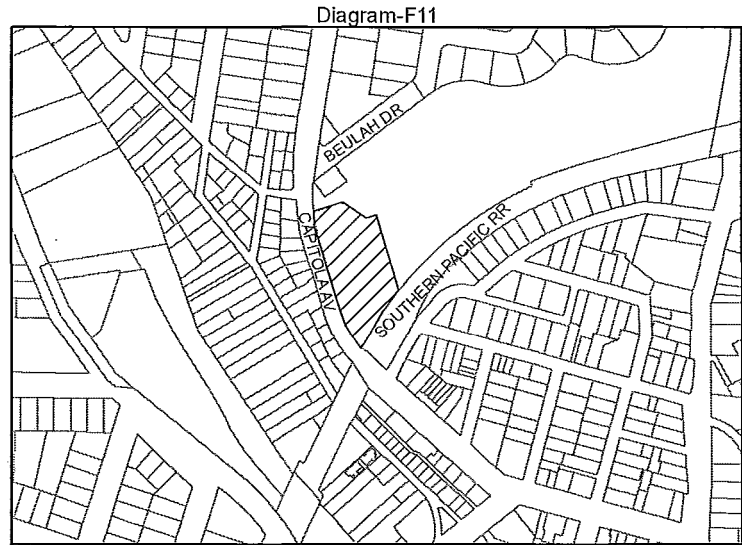 Diagram-F11
BEULAH DR
CAPITOLA AV
SOUTHERN PACIFIC RR